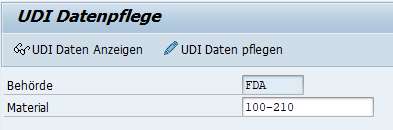 UDI Datenpflege
UDI Daten Anzeigen UDI Daten pflegen
Behörde FDA
Material 100-210